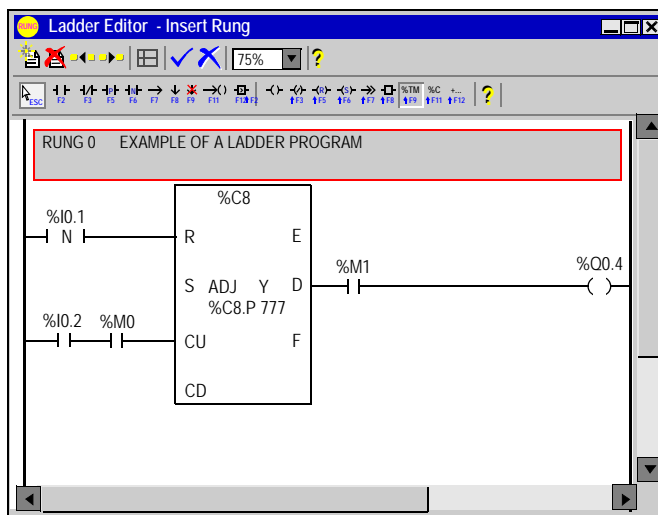 RUNG Ladder Editor - Insert Rung
75% ?
ESC F2 F3 P F5 N F6 F7 F8 F9 F11 F2 F3 R F5 S F6 F7 F8 %TM F9 %C F11 +... F12 ?
RUNG 0 EXAMPLE OF A LADDER PROGRAM
%C8
%I0.1
N R E
%M1 %Q0.4
S ADJ Y D
%C8.P 777
%I0.2 %M0
CU F
CD